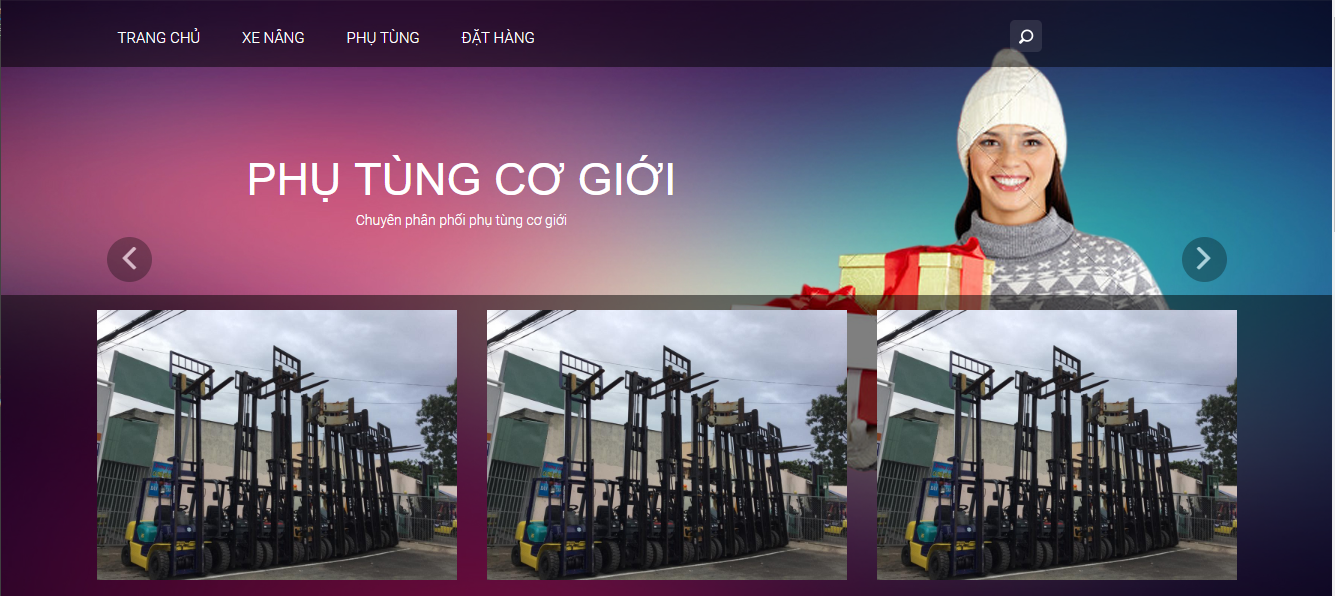 TRANG CHỦ XE NÂNG PHỤ TÙNG ĐẶT HÀNG
PHỤ TÙNG CƠ GIỚI
Chuyên phân phối phụ tùng cơ giới